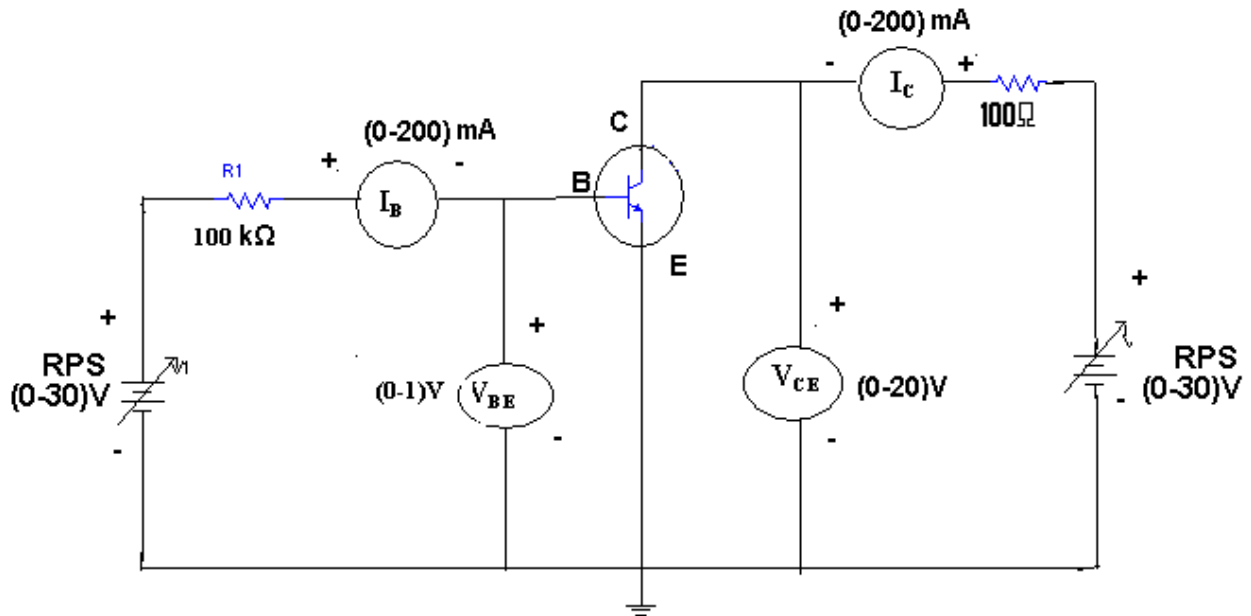 (0-200) mA
- +
I_C
100Ω
C
(0-200) mA
R1 + -
B
I_B
100 kΩ
E
+
+
+
+
RPS
(0-30)V
(0-1)V
V_BE
V_CE
(0-20)V
RPS
(0-30)V
-
-
-
-